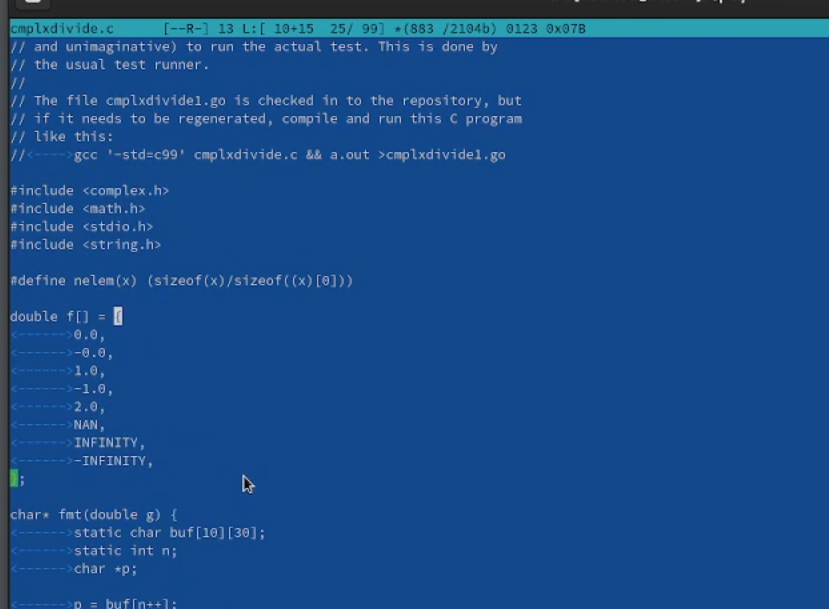 cmplxdivide.c [--R-] 13 L:[ 10+15 25/ 99] *(883 /2104b) 0123 0x07B
// and unimaginative) to run the actual test. This is done by
// the usual test runner.
//
// The file cmplxdivide1.go is checked in to the repository, but
// if it needs to be regenerated, compile and run this C program
// like this:
//<---->gcc '-std=c99' cmplxdivide.c && a.out >cmplxdivide1.go
#include <complex.h>
#include <math.h>
#include <stdio.h>
#include <string.h>
#define nelem(x) (sizeof(x)/sizeof((x)[0]))
double f[] = {
<------>0.0,
<------>-0.0,
<------>1.0,
<------>-1.0,
<------>2.0,
<------>NAN,
<------>INFINITY,
<------>-INFINITY,
};
char* fmt(double g) {
<------>static char buf[10][30];
<------>static int n;
<------>char *p;
<------>p = buf[n++];